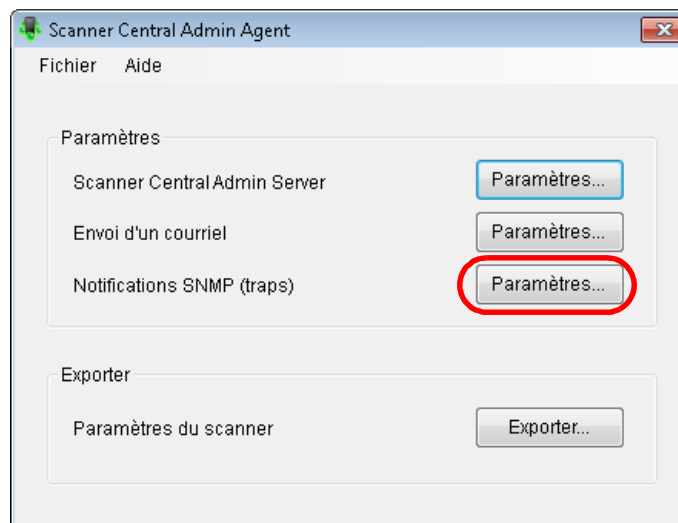 Scanner Central Admin Agent
Fichier Aide
Paramètres
Scanner Central Admin Server Paramètres...
Envoi d'un courriel Paramètres...
Notifications SNMP (traps) Paramètres...
Exporter
Paramètres du scanner Exporter...